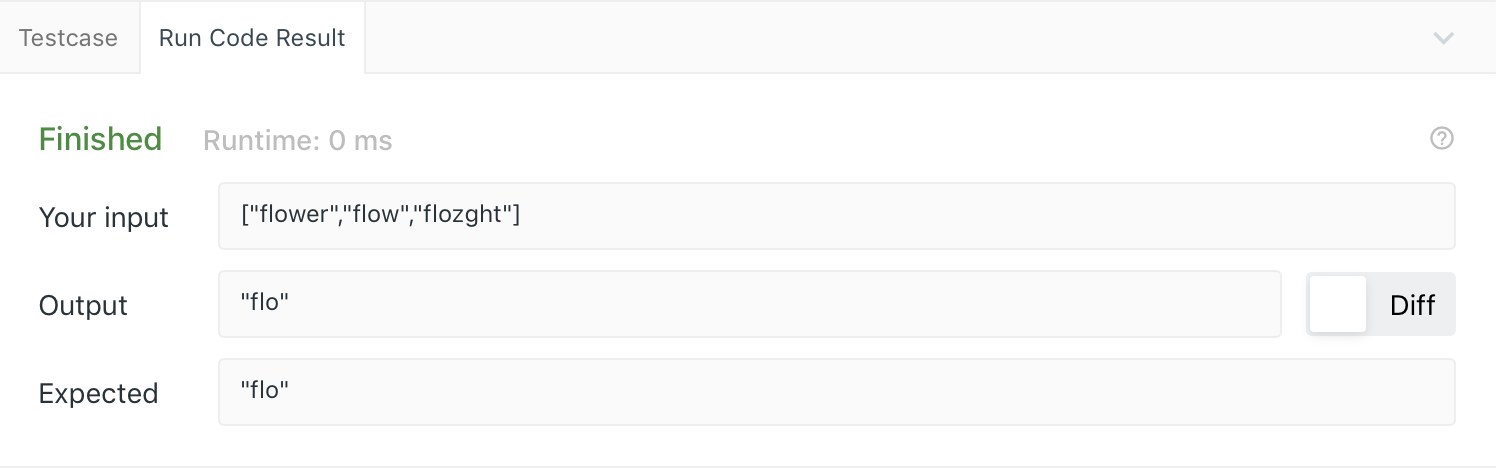 Testcase Run Code Result
Finished Runtime: 0 ms
Your input ["flower","flow","flozght"]
Output "flo" Diff
Expected "flo"